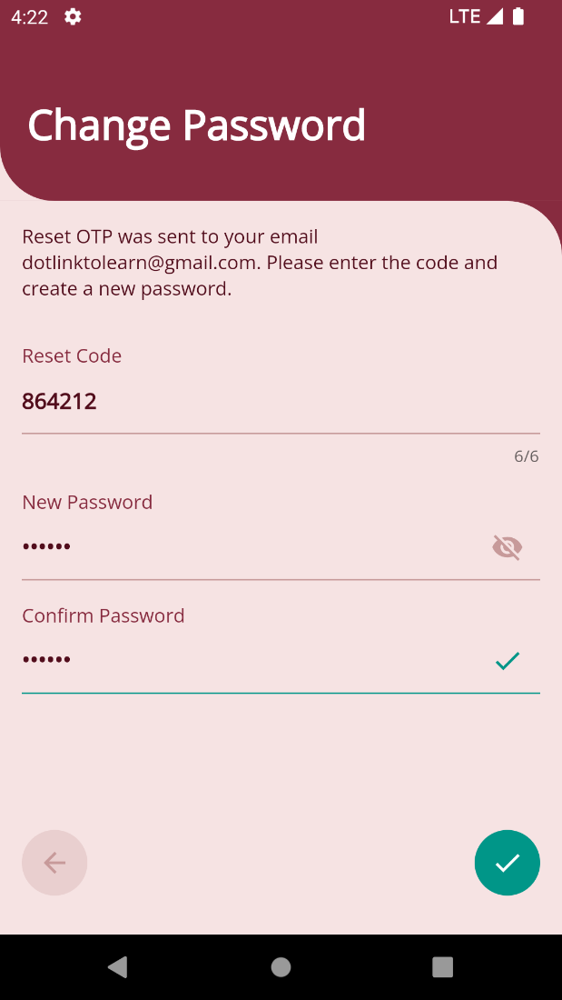 4:22
LTE
Change Password
Reset OTP was sent to your email
dotlinktolearn@gmail.com. Please enter the code and
create a new password.
Reset Code
864212
6/6
New Password
••••••
Confirm Password
••••••